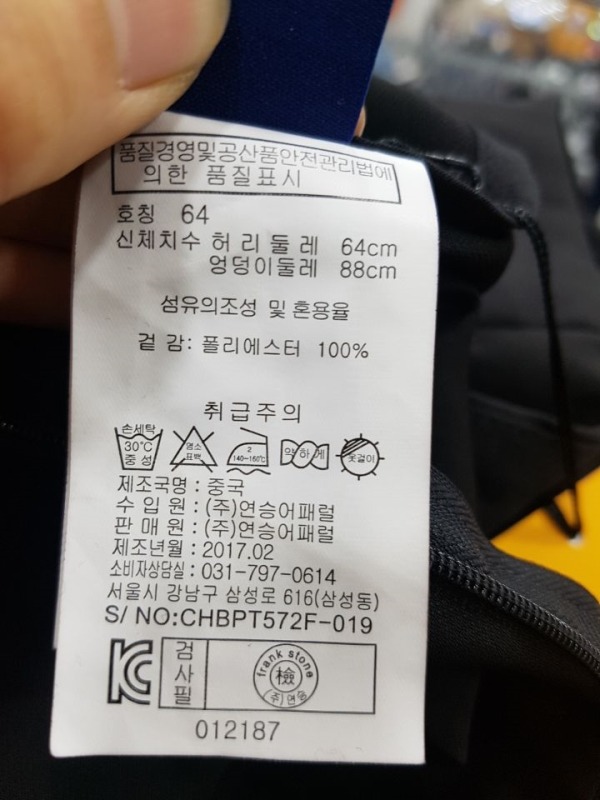 품질경영및공산품안전관리법에
의한 품질표시
호칭 64
신체치수 허리둘레 64cm
엉덩이둘레 88cm
섬유의조성 및 혼용율
겉 감: 폴리에스터 100%
취급주의
손세탁
30℃
중성
염소
표백
2
140~160℃
약하게
옷걸이
제조국명 : 중국
수 입 원 : (주)연승어패럴
판 매 원 : (주)연승어패럴
제조년월 : 2017.02
소비자상담실 : 031-797-0614
서울시 강남구 삼성로 616(삼성동)
S/ NO:CHBPT572F-019
검사필
frank stone
檢
(주)연승
012187